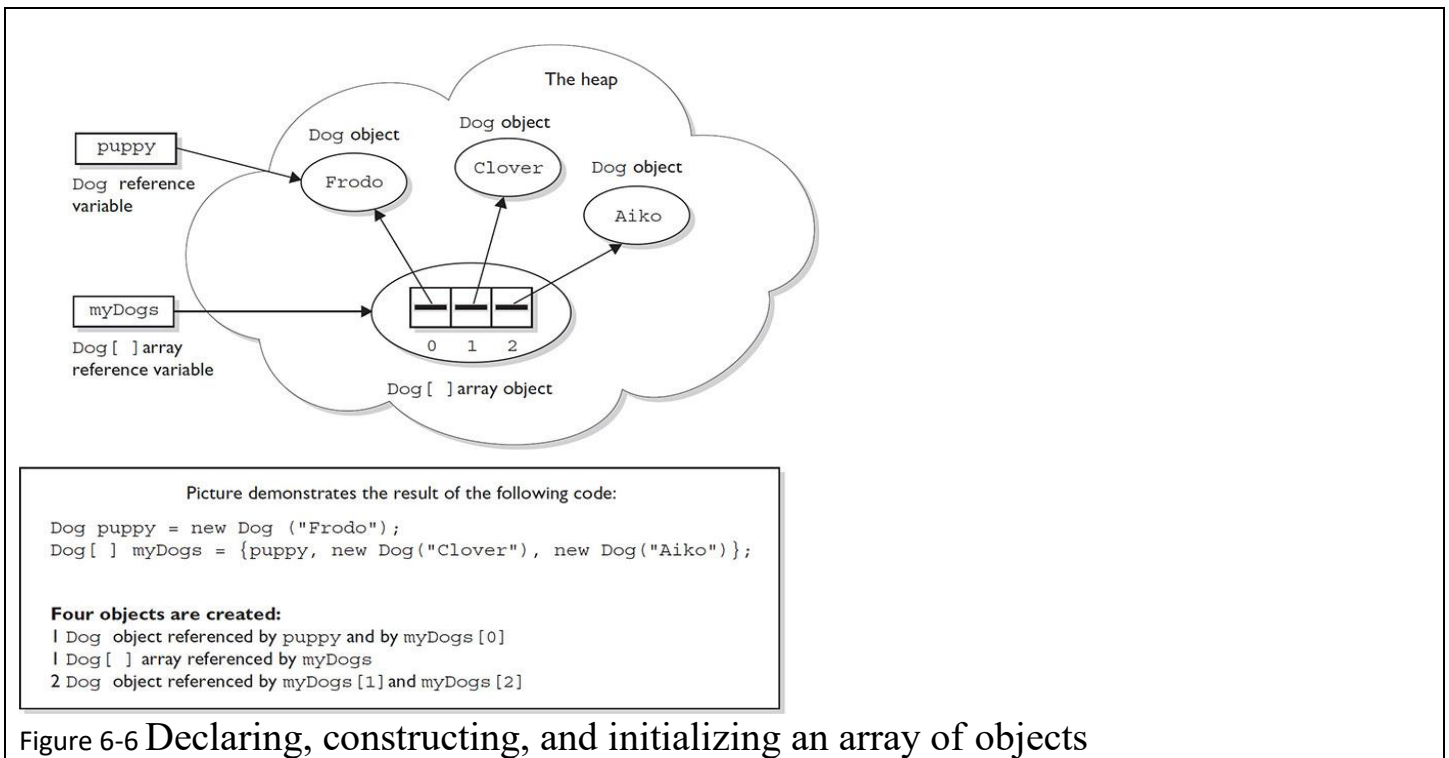 The heap
Dog object
Dog object
Dog object
puppy
Frodo
Clover
Aiko
Dog reference
variable
myDogs
0 1 2
Dog[ ] array
reference variable
Dog[ ] array object
Picture demonstrates the result of the following code:
Dog puppy = new Dog ("Frodo");
Dog[ ] myDogs = {puppy, new Dog("Clover"), new Dog("Aiko")};
Four objects are created:
1 Dog object referenced by puppy and by myDogs[0]
1 Dog[ ] array referenced by myDogs
2 Dog object referenced by myDogs[1]and myDogs[2]
Figure 6-6 Declaring, constructing, and initializing an array of objects